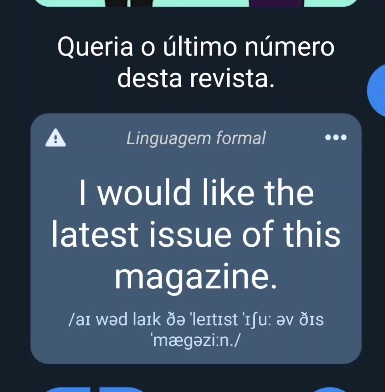 Queria o último número
desta revista.
Linguagem formal
I would like the
latest issue of this
magazine.
/aɪ wəd laɪk ðə ˈleɪtɪst ˈɪʃuː əv ðɪs
ˈmægəziːn./